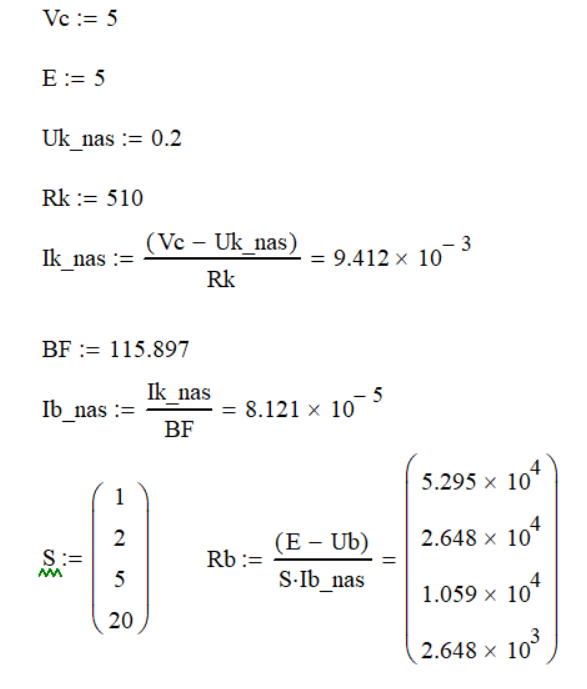 Vc := 5
E := 5
Uk_nas := 0.2
Rk := 510
Ik_nas := (Vc − Uk_nas) / Rk = 9.412 × 10^−3
BF := 115.897
Ib_nas := Ik_nas / BF = 8.121 × 10^−5
S := (1 2 5 20) Rb := (E − Ub) / S·Ib_nas = (5.295 × 10^4 2.648 × 10^4 1.059 × 10^4 2.648 × 10^3)